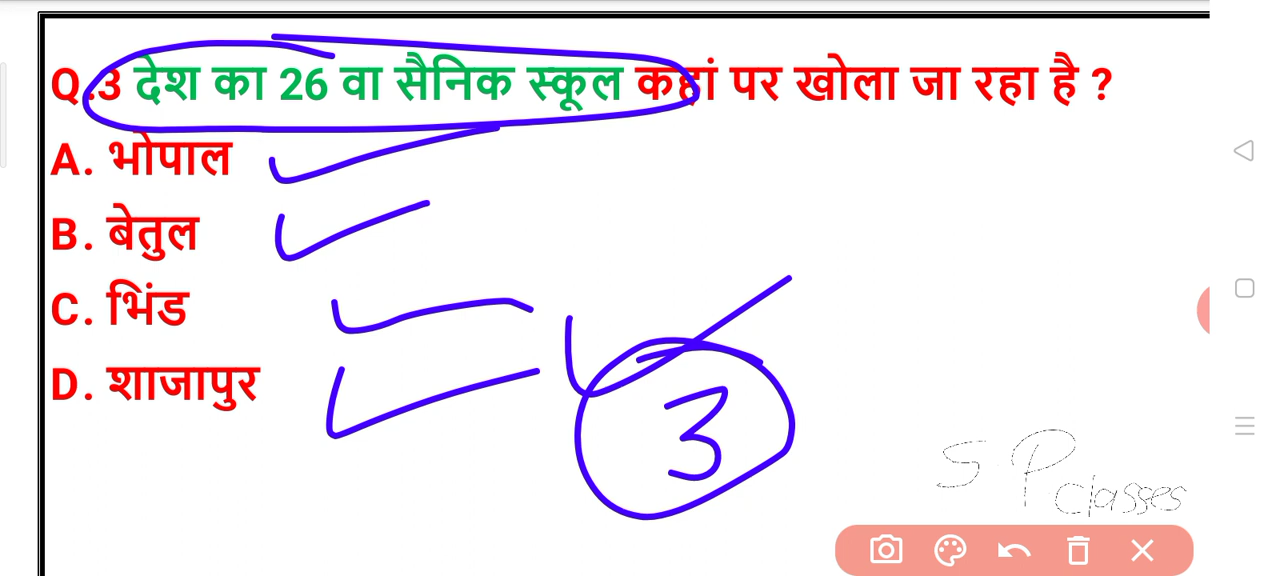 Q.3 देश का 26 वा सैनिक स्कूल कहां पर खोला जा रहा है ?
A. भोपाल
B. बेतुल
C. भिंड
D. शाजापुर
3
S P classes